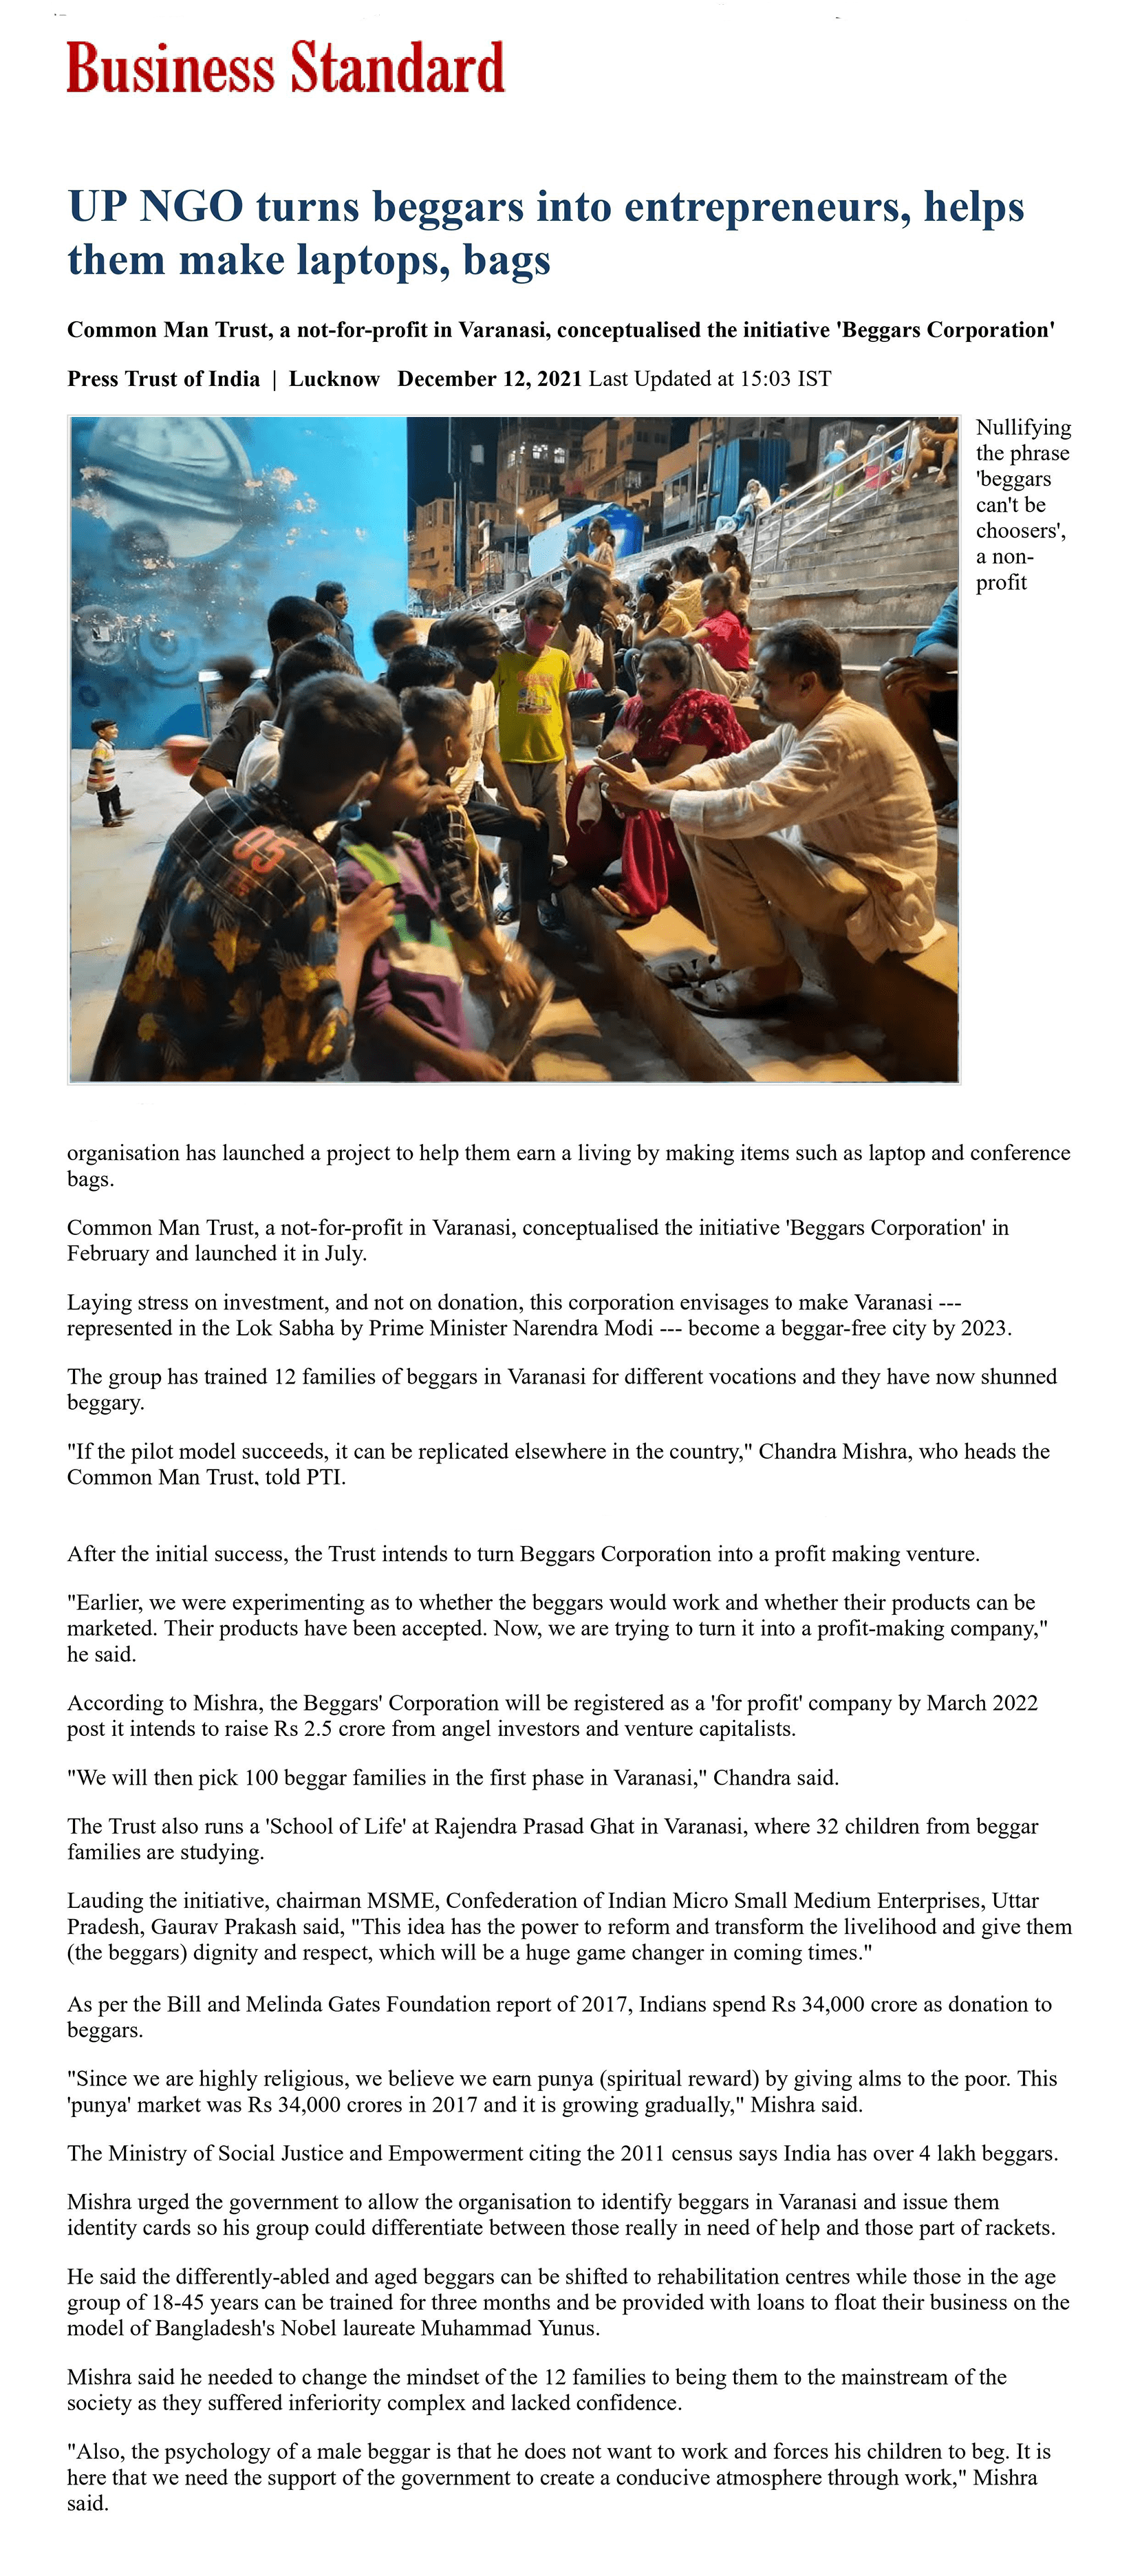 Business Standard
UP NGO turns beggars into entrepreneurs, helps
them make laptops, bags
Common Man Trust, a not-for-profit in Varanasi, conceptualised the initiative 'Beggars Corporation'
Press Trust of India | Lucknow December 12, 2021 Last Updated at 15:03 IST
Nullifying
the phrase
'beggars
can't be
choosers',
a non-
profit
05
organisation has launched a project to help them earn a living by making items such as laptop and conference
bags.
Common Man Trust, a not-for-profit in Varanasi, conceptualised the initiative 'Beggars Corporation' in
February and launched it in July.
Laying stress on investment, and not on donation, this corporation envisages to make Varanasi ---
represented in the Lok Sabha by Prime Minister Narendra Modi --- become a beggar-free city by 2023.
The group has trained 12 families of beggars in Varanasi for different vocations and they have now shunned
beggary.
"If the pilot model succeeds, it can be replicated elsewhere in the country," Chandra Mishra, who heads the
Common Man Trust, told PTI.
After the initial success, the Trust intends to turn Beggars Corporation into a profit making venture.
"Earlier, we were experimenting as to whether the beggars would work and whether their products can be
marketed. Their products have been accepted. Now, we are trying to turn it into a profit-making company,"
he said.
According to Mishra, the Beggars' Corporation will be registered as a 'for profit' company by March 2022
post it intends to raise Rs 2.5 crore from angel investors and venture capitalists.
"We will then pick 100 beggar families in the first phase in Varanasi," Chandra said.
The Trust also runs a 'School of Life' at Rajendra Prasad Ghat in Varanasi, where 32 children from beggar
families are studying.
Lauding the initiative, chairman MSME, Confederation of Indian Micro Small Medium Enterprises, Uttar
Pradesh, Gaurav Prakash said, "This idea has the power to reform and transform the livelihood and give them
(the beggars) dignity and respect, which will be a huge game changer in coming times."
As per the Bill and Melinda Gates Foundation report of 2017, Indians spend Rs 34,000 crore as donation to
beggars.
"Since we are highly religious, we believe we earn punya (spiritual reward) by giving alms to the poor. This
'punya' market was Rs 34,000 crores in 2017 and it is growing gradually," Mishra said.
The Ministry of Social Justice and Empowerment citing the 2011 census says India has over 4 lakh beggars.
Mishra urged the government to allow the organisation to identify beggars in Varanasi and issue them
identity cards so his group could differentiate between those really in need of help and those part of rackets.
He said the differently-abled and aged beggars can be shifted to rehabilitation centres while those in the age
group of 18-45 years can be trained for three months and be provided with loans to float their business on the
model of Bangladesh's Nobel laureate Muhammad Yunus.
Mishra said he needed to change the mindset of the 12 families to being them to the mainstream of the
society as they suffered inferiority complex and lacked confidence.
"Also, the psychology of a male beggar is that he does not want to work and forces his children to beg. It is
here that we need the support of the government to create a conducive atmosphere through work," Mishra
said.